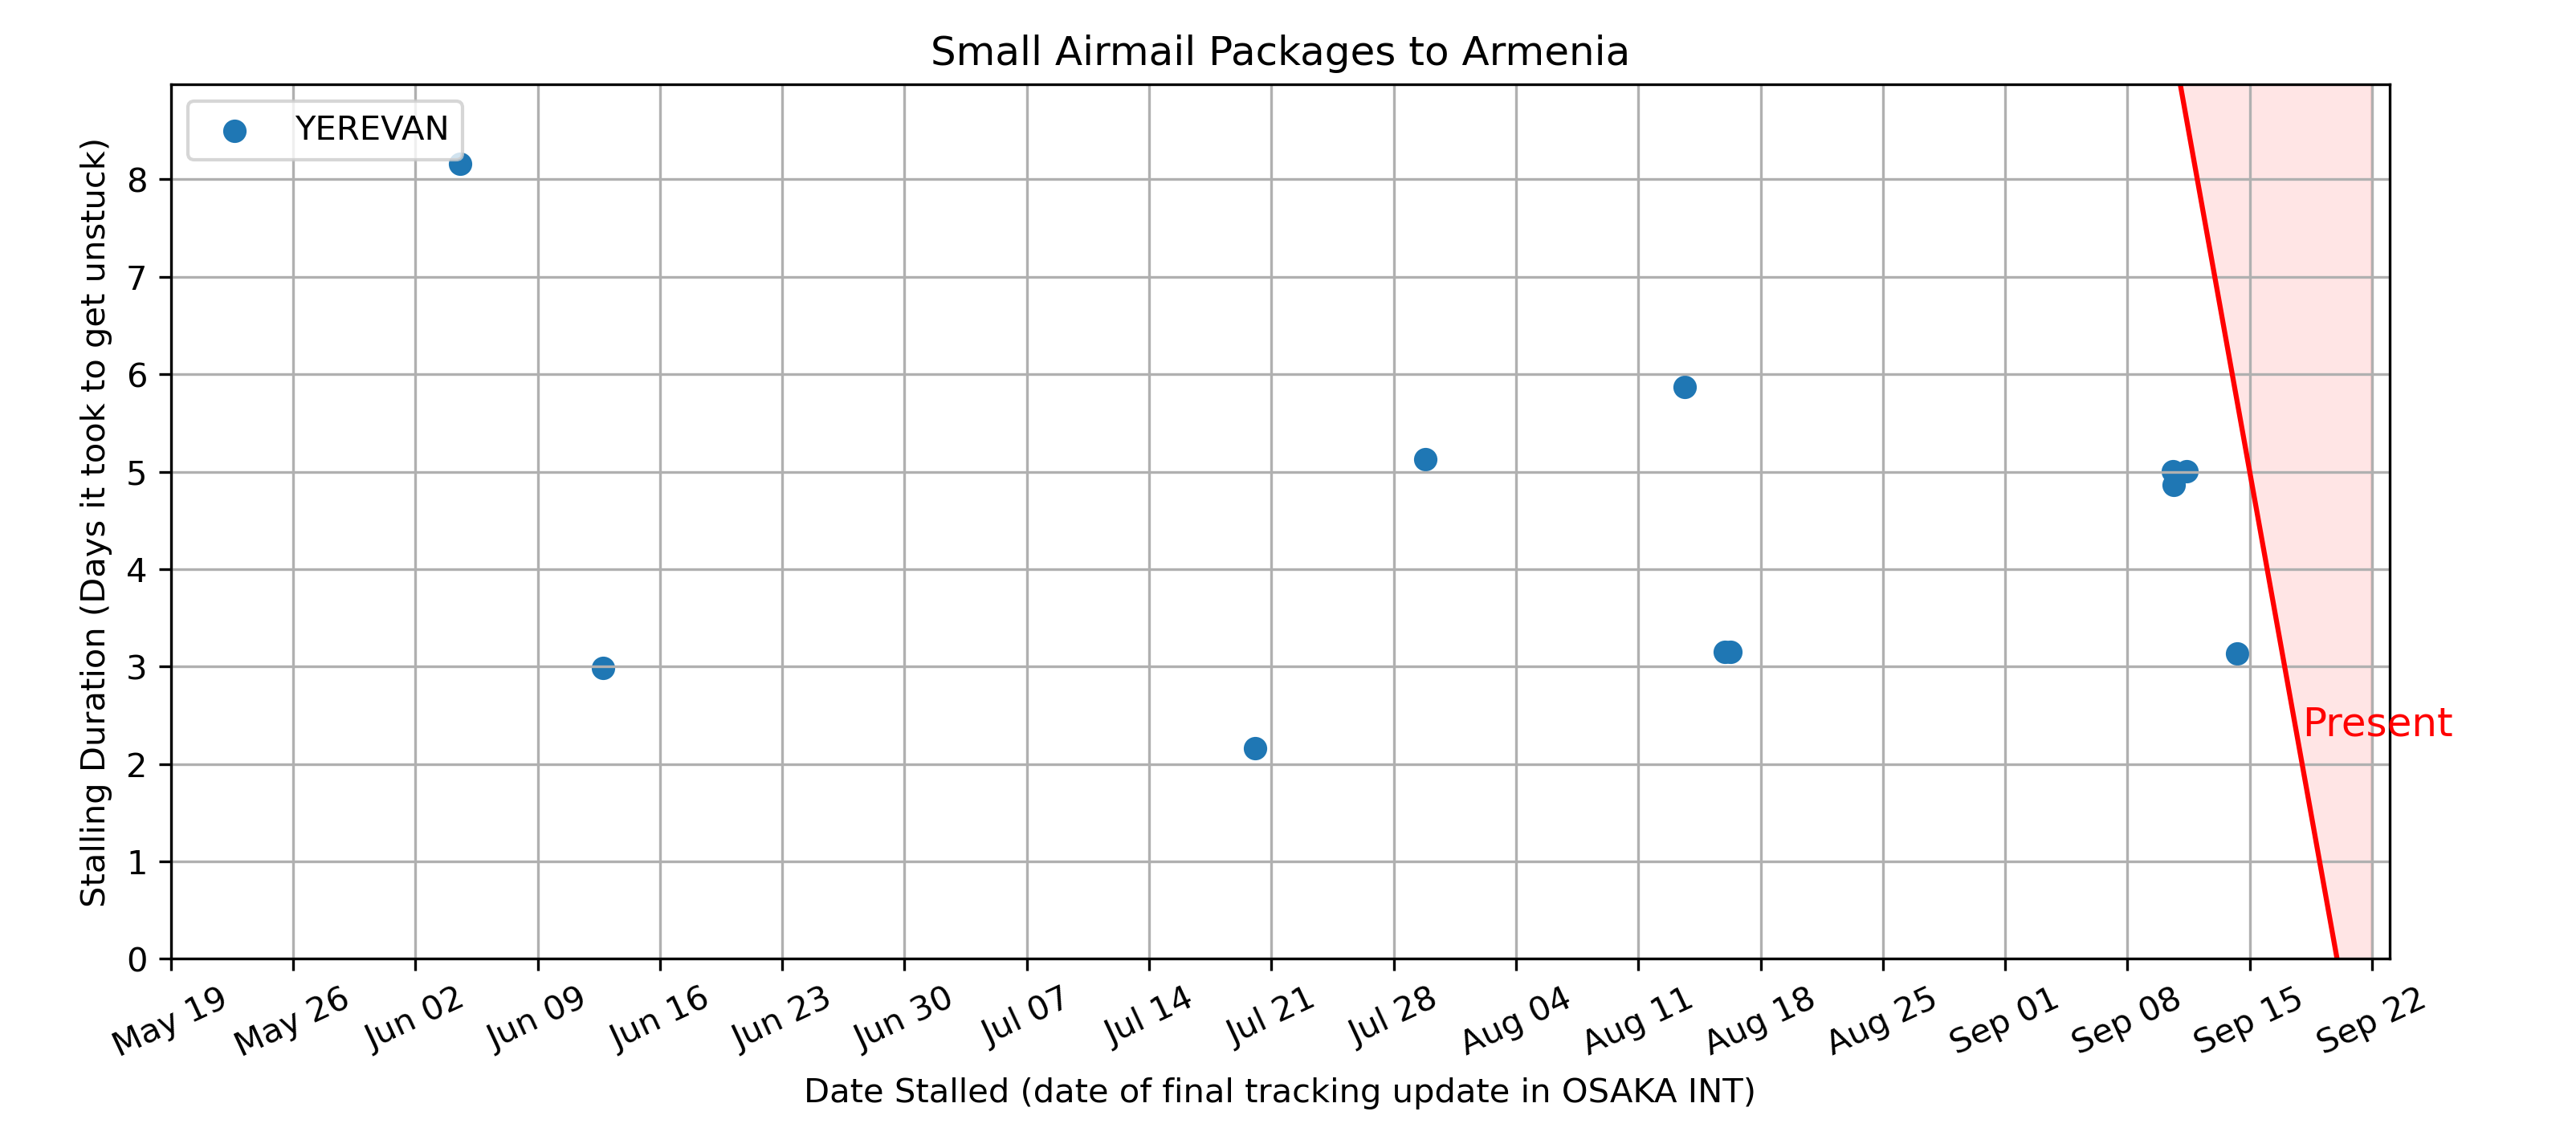 Small Airmail Packages to Armenia
YEREVAN
Stalling Duration (Days it took to get unstuck)
8
7
6
5
4
3
2
1
0
Present
May 19
May 26
Jun 02
Jun 09
Jun 16
Jun 23
Jun 30
Jul 07
Jul 14
Jul 21
Jul 28
Aug 04
Aug 11
Aug 18
Aug 25
Sep 01
Sep 08
Sep 15
Sep 22
Date Stalled (date of final tracking update in OSAKA INT)